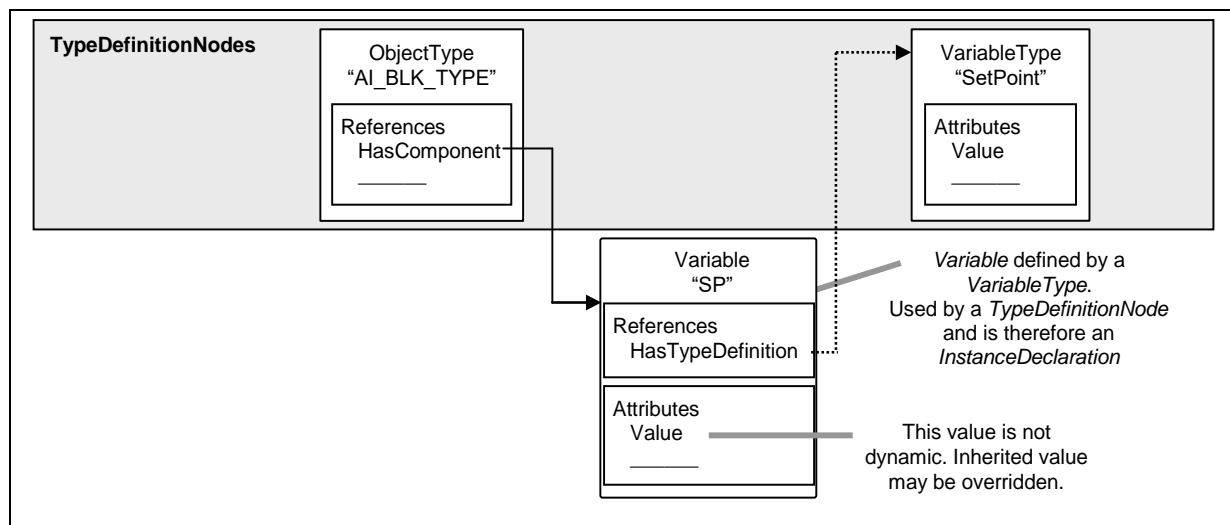 TypeDefinitionNodes
ObjectType
“AI_BLK_TYPE”
References
HasComponent
VariableType
“SetPoint”
Attributes
Value
Variable
“SP”
References
HasTypeDefinition
Attributes
Value
Variable defined by a
VariableType.
Used by a TypeDefinitionNode
and is therefore an
InstanceDeclaration
This value is not
dynamic. Inherited value
may be overridden.